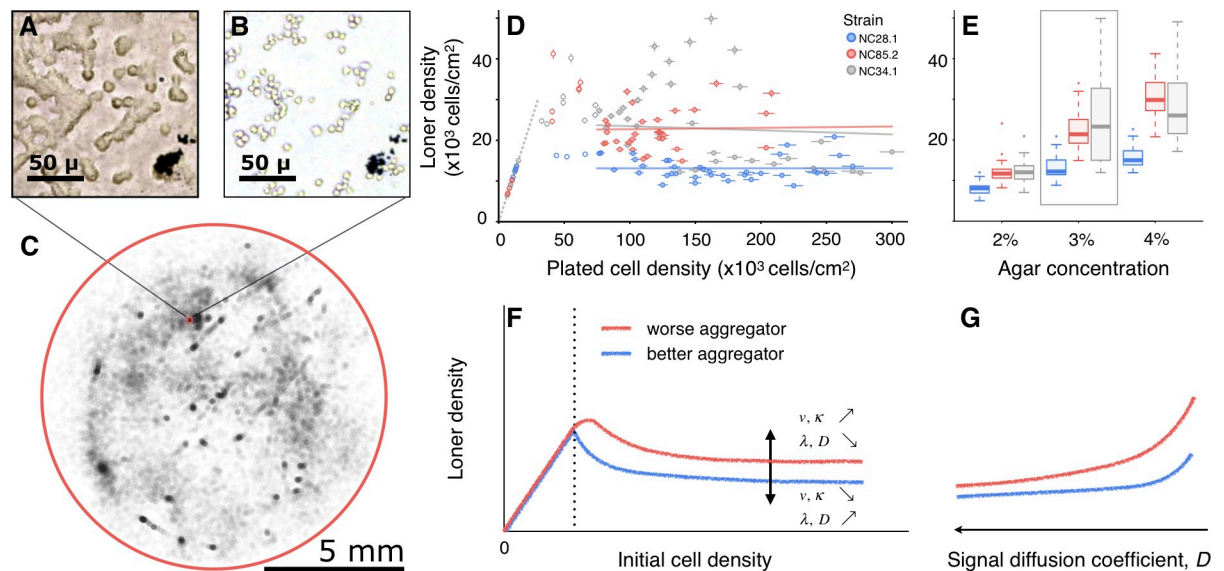 A
50 μ
B
50 μ
C
5 mm
D
Loner density
(x10³ cells/cm²)
40
20
0
0
50
100
150
200
250
300
Plated cell density (x10³ cells/cm²)
Strain
NC28.1
NC85.2
NC34.1
E
40
20
2%
3%
4%
Agar concentration
F
worse aggregator
better aggregator
Loner density
v, κ ↗
λ, D ↘
v, κ ↘
λ, D ↗
0
Initial cell density
G
Signal diffusion coefficient, D